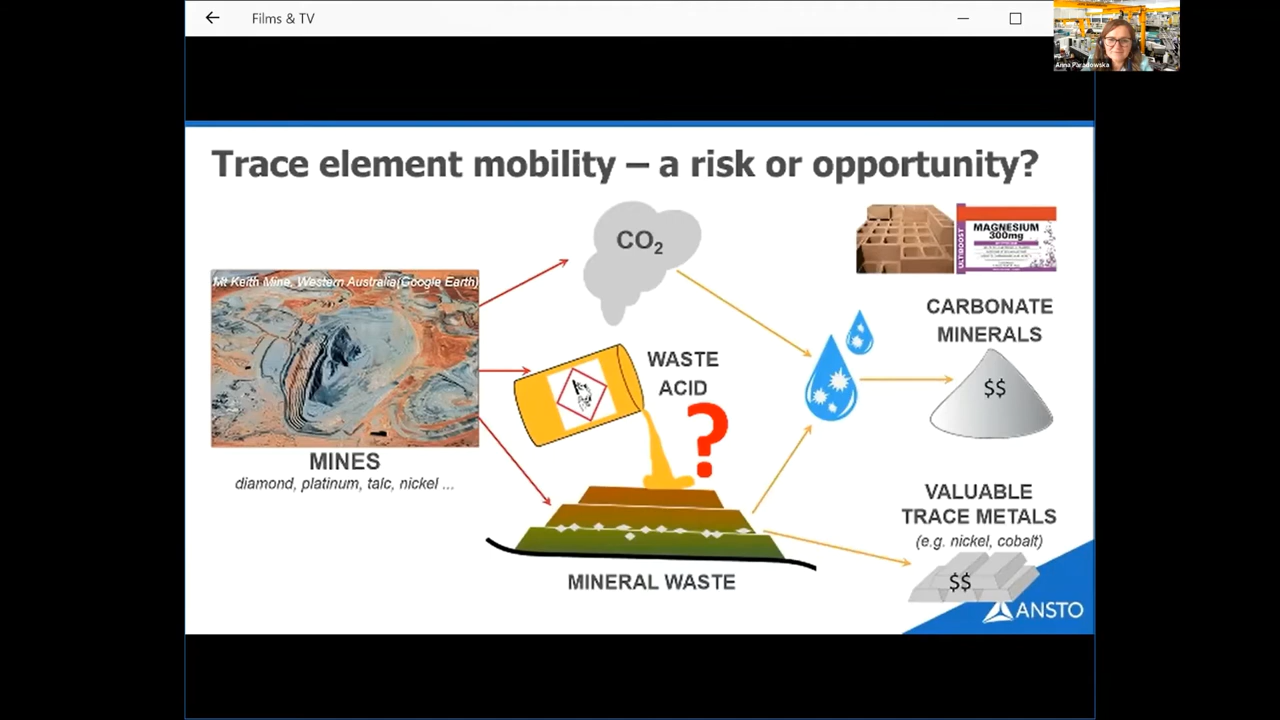 Films & TV
Anna Paradowska
Trace element mobility – a risk or opportunity?
CO2
MAGNESIUM
300mg
ULTIBOOST
Mt Keith Mine, Western Australia(Google Earth)
CARBONATE
MINERALS
WASTE
ACID
?
$$
MINES
diamond, platinum, talc, nickel ...
VALUABLE
TRACE METALS
(e.g. nickel, cobalt)
$$
MINERAL WASTE
ANSTO